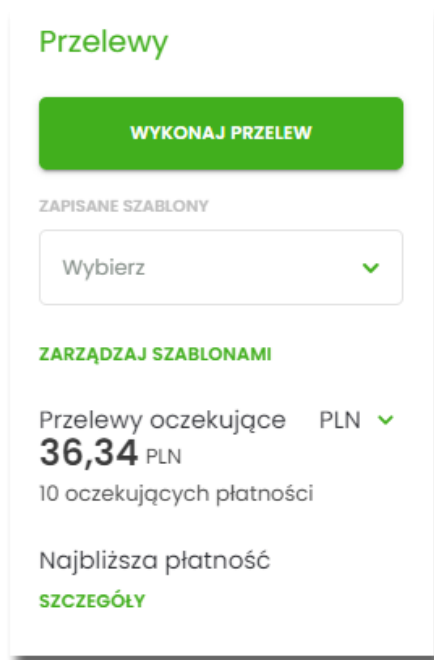 Przelewy
WYKONAJ PRZELEW
ZAPISANE SZABLONY
Wybierz
ZARZĄDZAJ SZABLONAMI
Przelewy oczekujące PLN
36,34 PLN
10 oczekujących płatności
Najbliższa płatność
SZCZEGÓŁY